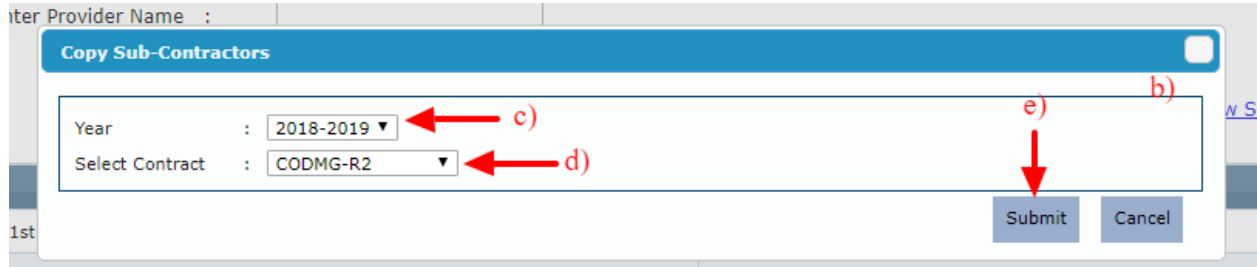 nter Provider Name :
Copy Sub-Contractors
b)
w S
Year : 2018-2019 c)
e)
Select Contract : CODMG-R2 d)
Submit Cancel
1st